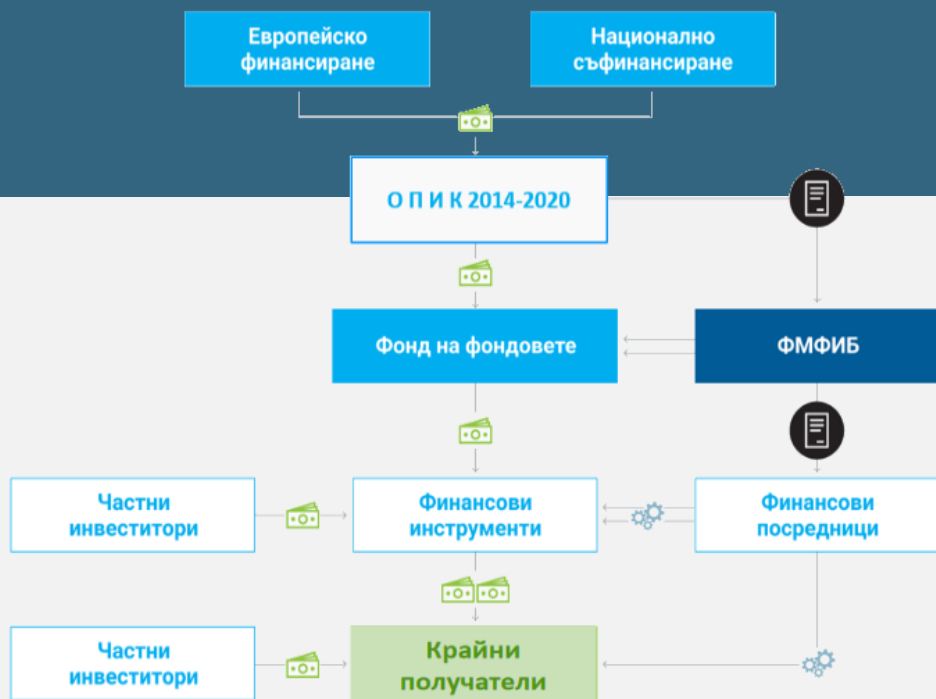 Европейско
финансиране
Национално
съфинансиране
О П И К 2014-2020
Фонд на фондовете
ФМФИБ
Частни
инвеститори
Финансови
инструменти
Финансови
посредници
Частни
инвеститори
Крайни
получатели